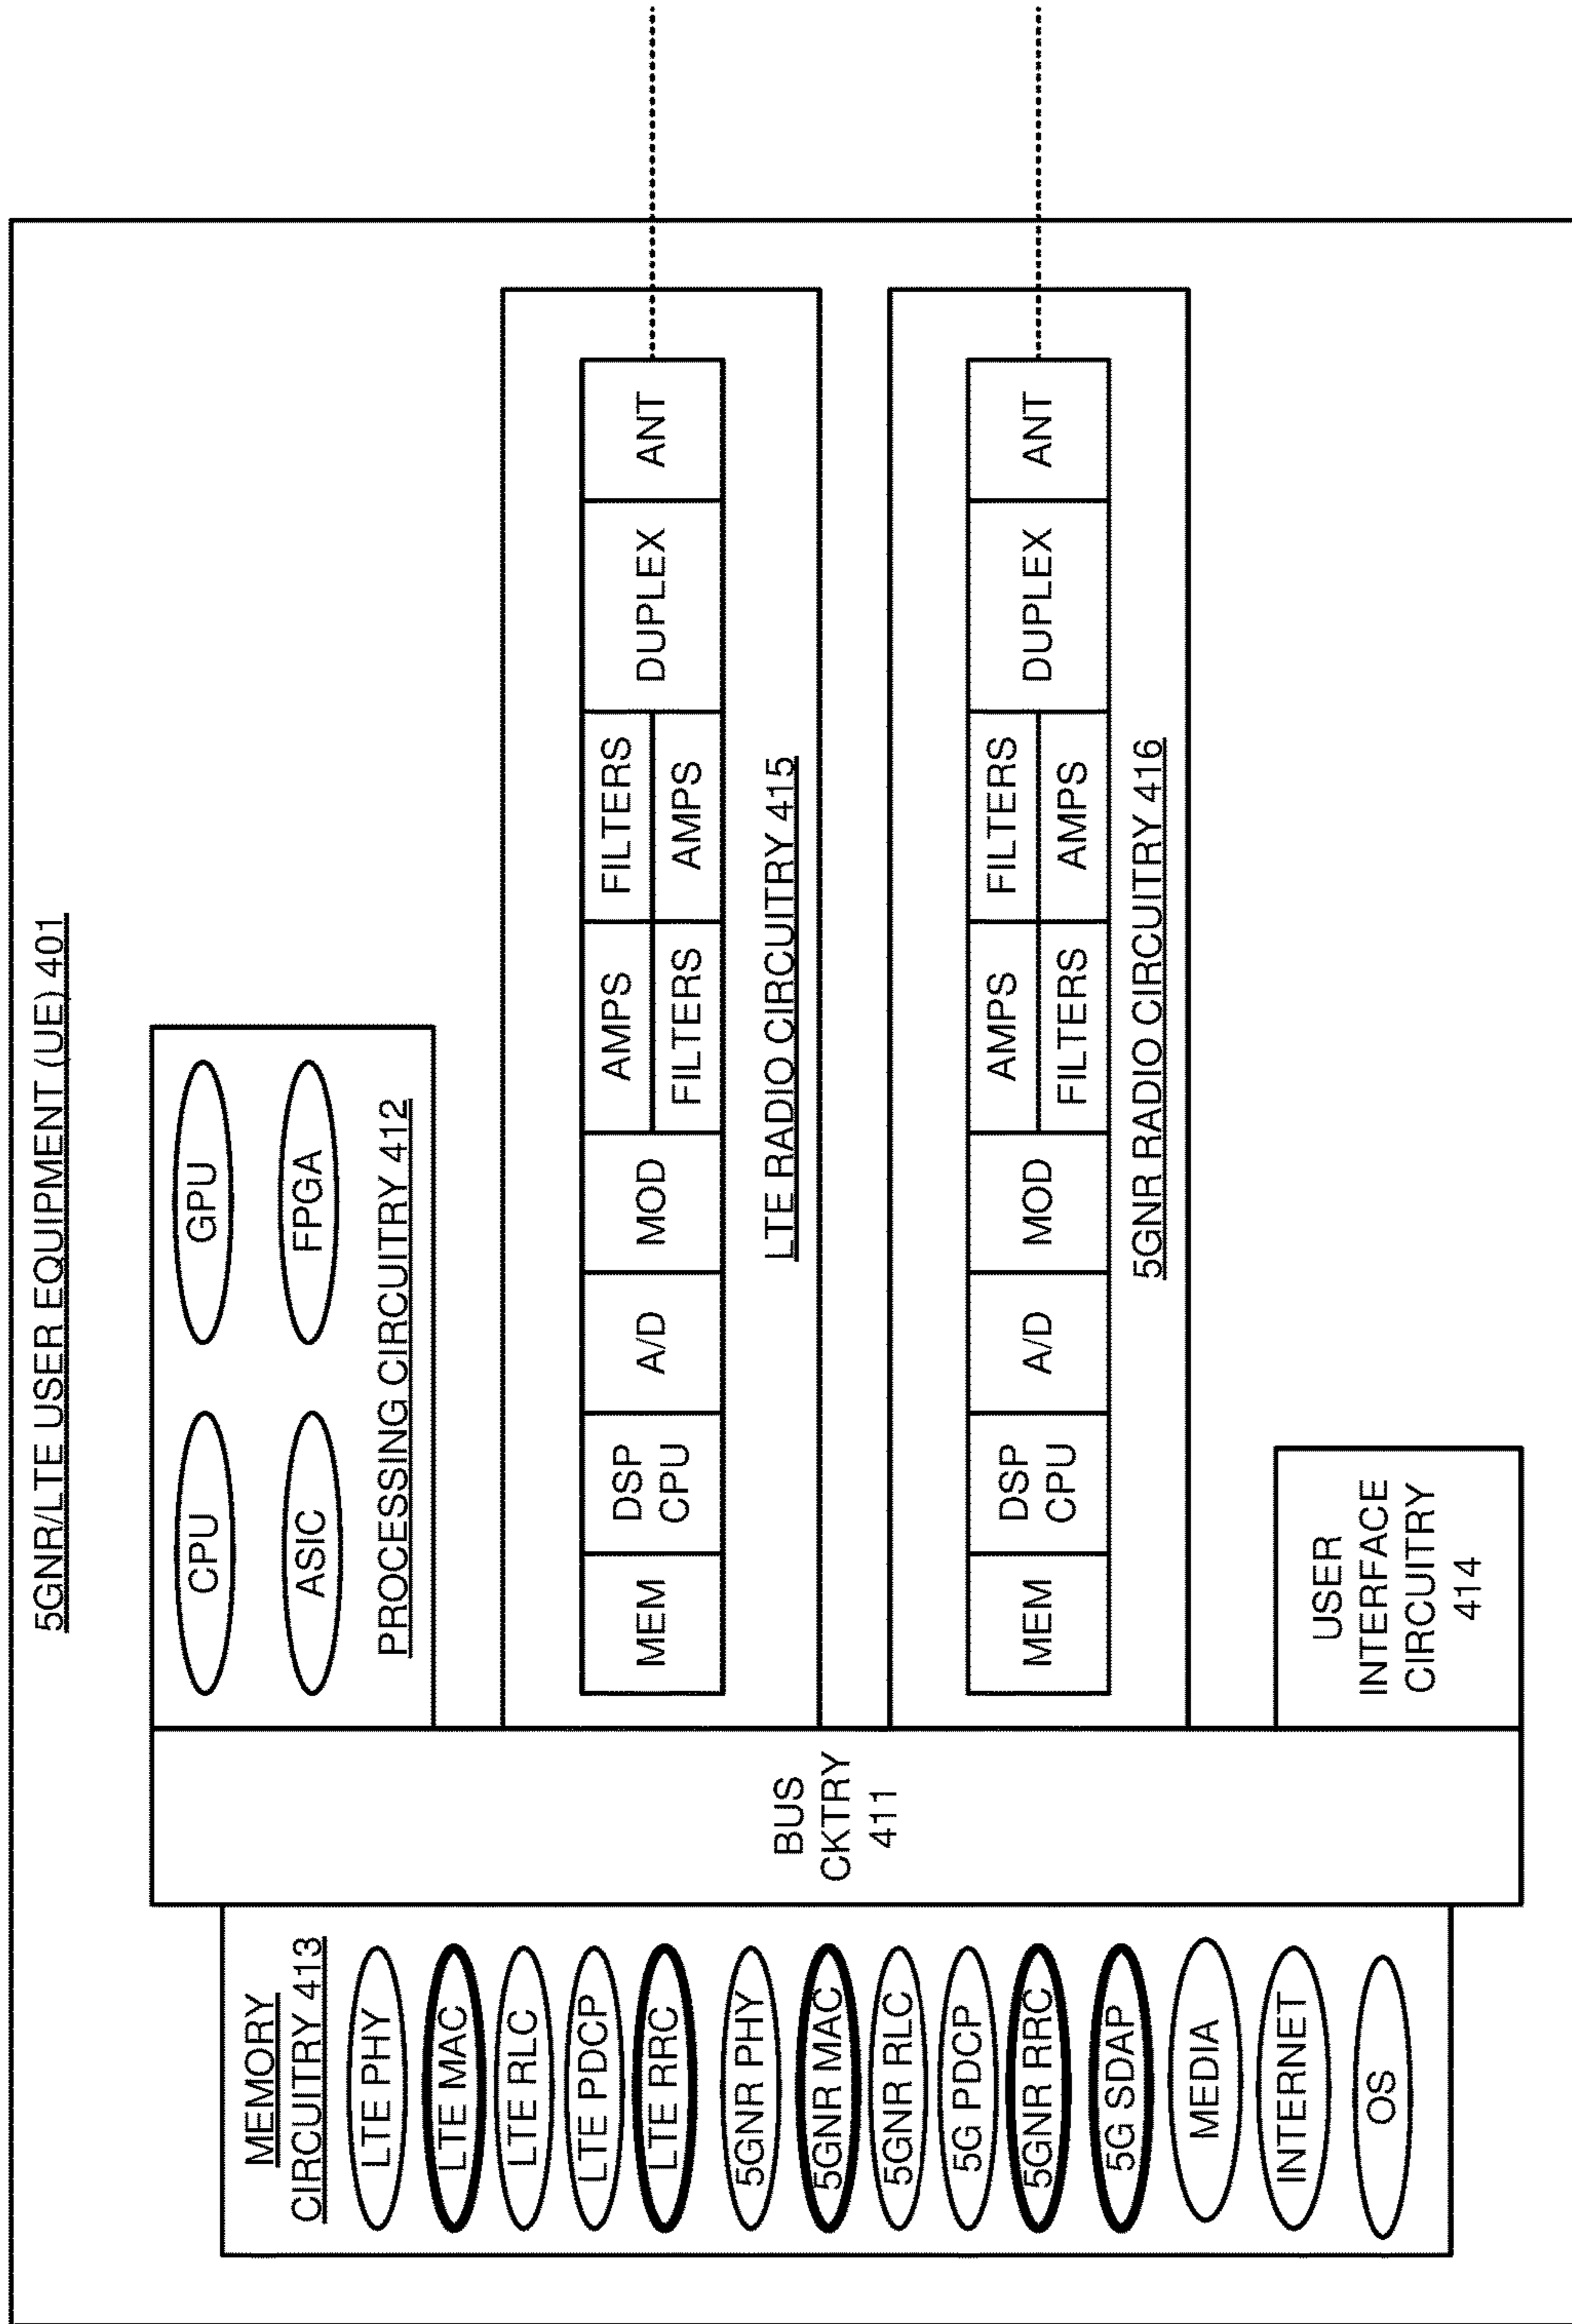 5GNR/LTE USER EQUIPMENT (UE) 401
MEMORY
CIRCUITRY 413
LTE PHY
LTE MAC
LTE RLC
LTE PDCP
LTE RRC
5GNR PHY
5GNR MAC
5GNR RLC
5G PDCP
5GNR RRC
5G SDAP
MEDIA
INTERNET
OS
BUS
CKTRY
411
CPU
GPU
ASIC
FPGA
PROCESSING CIRCUITRY 412
MEM
DSP
CPU
A/D
MOD
AMPS
FILTERS
FILTERS
AMPS
DUPLEX
ANT
LTE RADIO CIRCUITRY 415
MEM
DSP
CPU
A/D
MOD
AMPS
FILTERS
FILTERS
AMPS
DUPLEX
ANT
5GNR RADIO CIRCUITRY 416
USER
INTERFACE
CIRCUITRY
414